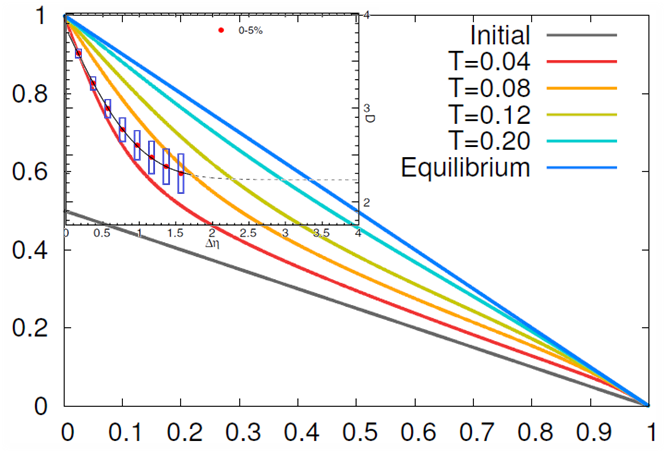 1
0.8
0.6
0.4
0.2
0
0 0.1 0.2 0.3 0.4 0.5 0.6 0.7 0.8 0.9 1
Initial
T=0.04
T=0.08
T=0.12
T=0.20
Equilibrium
0-5%
4
3
2
D
0 0.5 1 1.5 2 2.5 3 3.5 4
Δη